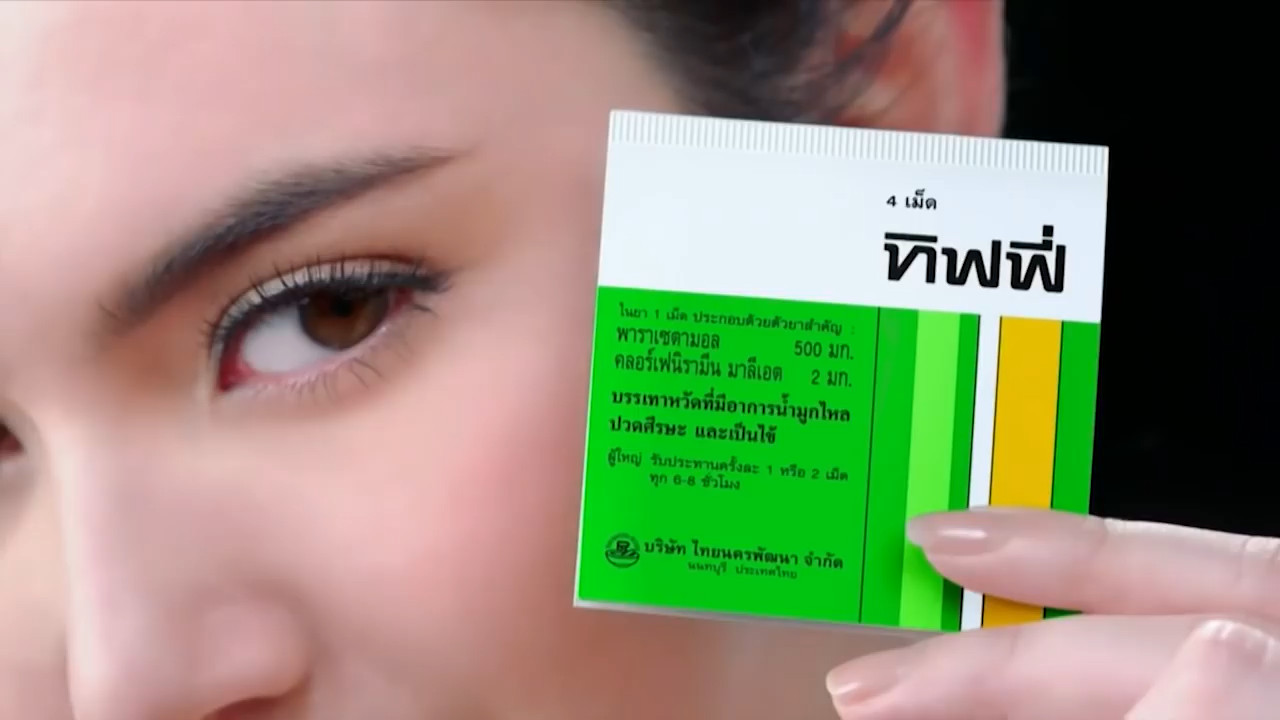 4 เม็ด
ทิฟฟี่
ในยา 1 เม็ด ประกอบด้วยตัวยาสำคัญ :
พาราเซตามอล 500 มก.
คลอร์เฟนิรามีน มาลีเอต 2 มก.
บรรเทาหวัดที่มีอาการน้ำมูกไหล
ปวดศีรษะ และเป็นไข้
ผู้ใหญ่ รับประทานครั้งละ 1 หรือ 2 เม็ด
ทุก 6-8 ชั่วโมง
บริษัท ไทยนครพัฒนา จำกัด
นนทบุรี ประเทศไทย